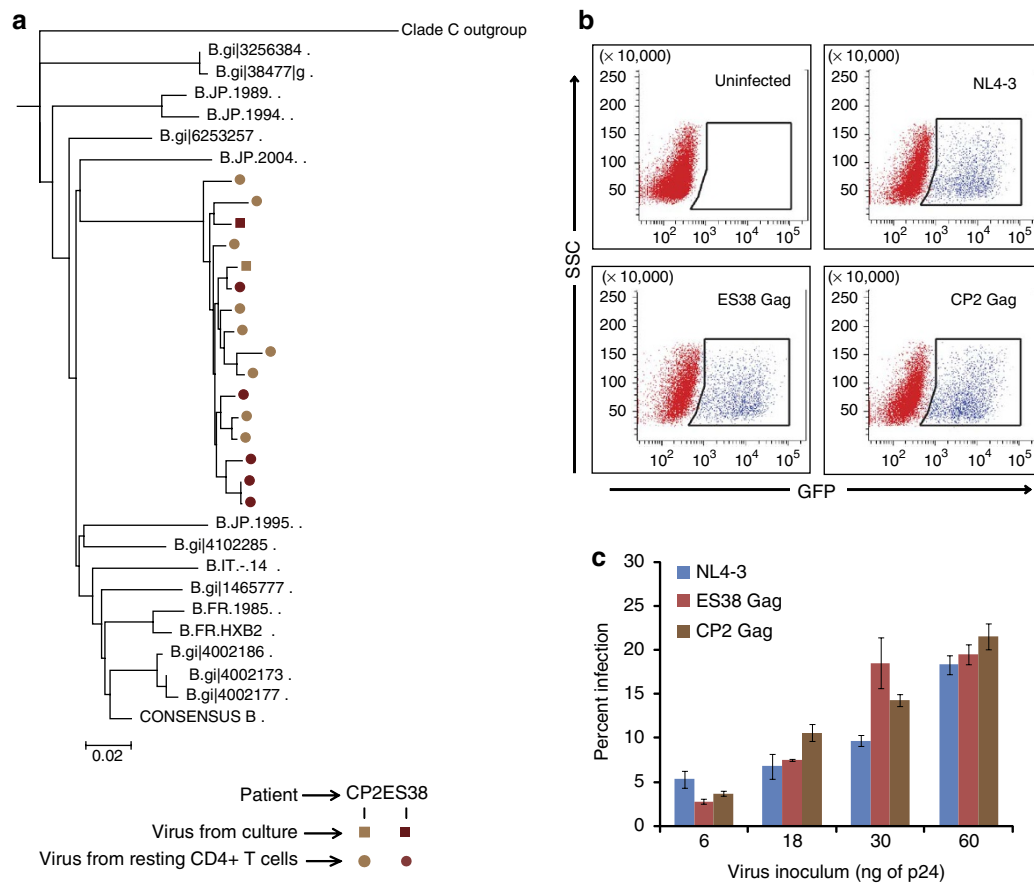 a
Clade C outgroup
B.gi|3256384 .
B.gi|38477|g .
B.JP.1989. .
B.JP.1994. .
B.gi|6253257 .
B.JP.2004. .
B.JP.1995. .
B.gi|4102285 .
B.IT.-.14 .
B.gi|1465777 .
B.FR.1985. .
B.FR.HXB2 .
B.gi|4002186 .
B.gi|4002173 .
B.gi|4002177 .
CONSENSUS B .
0.02
Patient CP2ES38
Virus from culture
Virus from resting CD4+ T cells
b
(× 10,000)
Uninfected
250
200
150
100
50
10² 10³ 10⁴ 10⁵
(× 10,000)
NL4-3
250
200
150
100
50
10² 10³ 10⁴ 10⁵
(× 10,000)
ES38 Gag
250
200
150
100
50
10² 10³ 10⁴ 10⁵
(× 10,000)
CP2 Gag
250
200
150
100
50
10² 10³ 10⁴ 10⁵
SSC
GFP
c
NL4-3
ES38 Gag
CP2 Gag
Percent infection
30
25
20
15
10
5
0
6 18 30 60
Virus inoculum (ng of p24)